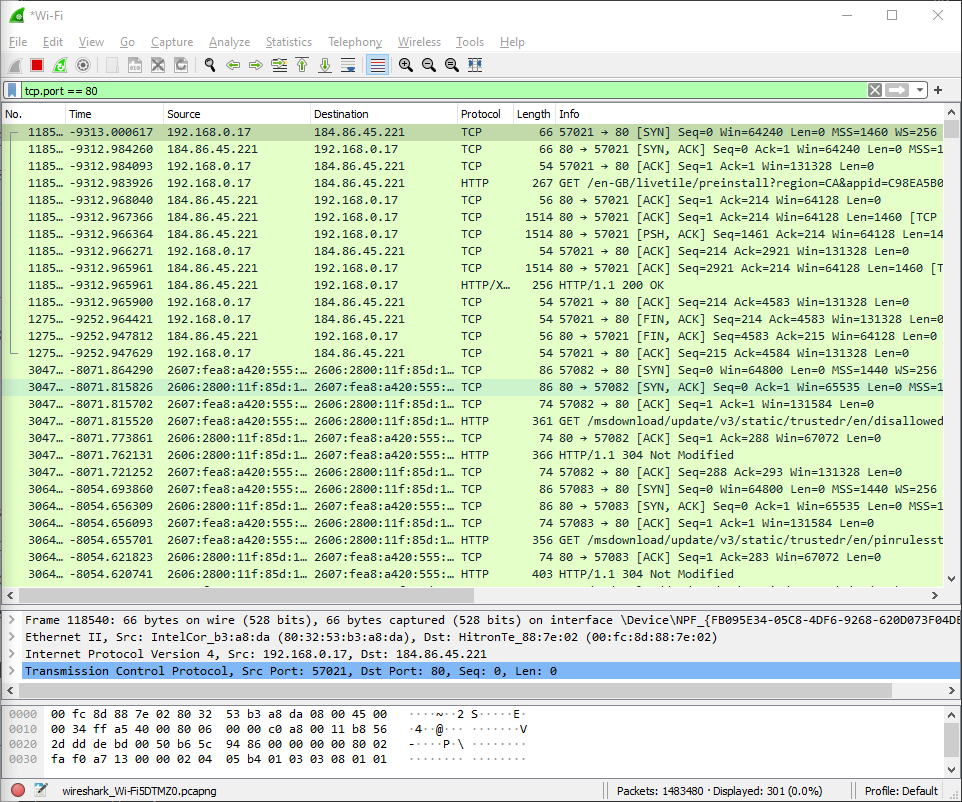 *Wi-Fi
File Edit View Go Capture Analyze Statistics Telephony Wireless Tools Help
tcp.port == 80
No. Time Source Destination Protocol Length Info
1185… -9313.000617 192.168.0.17 184.86.45.221 TCP 66 57021 → 80 [SYN] Seq=0 Win=64240 Len=0 MSS=1460 WS=256
1185… -9312.984260 184.86.45.221 192.168.0.17 TCP 66 80 → 57021 [SYN, ACK] Seq=0 Ack=1 Win=64240 Len=0 MSS=1
1185… -9312.984093 192.168.0.17 184.86.45.221 TCP 54 57021 → 80 [ACK] Seq=1 Ack=1 Win=131328 Len=0
1185… -9312.983926 192.168.0.17 184.86.45.221 HTTP 267 GET /en-GB/livetile/preinstall?region=CA&appid=C98EA5B0
1185… -9312.968040 184.86.45.221 192.168.0.17 TCP 56 80 → 57021 [ACK] Seq=1 Ack=214 Win=64128 Len=0
1185… -9312.967366 184.86.45.221 192.168.0.17 TCP 1514 80 → 57021 [ACK] Seq=1 Ack=214 Win=64128 Len=1460 [TCP
1185… -9312.966364 184.86.45.221 192.168.0.17 TCP 1514 80 → 57021 [PSH, ACK] Seq=1461 Ack=214 Win=64128 Len=14
1185… -9312.966271 192.168.0.17 184.86.45.221 TCP 54 57021 → 80 [ACK] Seq=214 Ack=2921 Win=131328 Len=0
1185… -9312.965961 184.86.45.221 192.168.0.17 TCP 1514 80 → 57021 [ACK] Seq=2921 Ack=214 Win=64128 Len=1460 [T
1185… -9312.965961 184.86.45.221 192.168.0.17 HTTP/X… 256 HTTP/1.1 200 OK
1185… -9312.965900 192.168.0.17 184.86.45.221 TCP 54 57021 → 80 [ACK] Seq=214 Ack=4583 Win=131328 Len=0
1275… -9252.964421 192.168.0.17 184.86.45.221 TCP 54 57021 → 80 [FIN, ACK] Seq=214 Ack=4583 Win=131328 Len=0
1275… -9252.947812 184.86.45.221 192.168.0.17 TCP 56 80 → 57021 [FIN, ACK] Seq=4583 Ack=215 Win=64128 Len=0
1275… -9252.947629 192.168.0.17 184.86.45.221 TCP 54 57021 → 80 [ACK] Seq=215 Ack=4584 Win=131328 Len=0
3047… -8071.864290 2607:fea8:a420:555:… 2606:2800:11f:85d:1… TCP 86 57082 → 80 [SYN] Seq=0 Win=64800 Len=0 MSS=1440 WS=256
3047… -8071.815826 2606:2800:11f:85d:1… 2607:fea8:a420:555:… TCP 86 80 → 57082 [SYN, ACK] Seq=0 Ack=1 Win=65535 Len=0 MSS=1
3047… -8071.815702 2607:fea8:a420:555:… 2606:2800:11f:85d:1… TCP 74 57082 → 80 [ACK] Seq=1 Ack=1 Win=131584 Len=0
3047… -8071.815520 2607:fea8:a420:555:… 2606:2800:11f:85d:1… HTTP 361 GET /msdownload/update/v3/static/trustedr/en/disallowed
3047… -8071.773861 2606:2800:11f:85d:1… 2607:fea8:a420:555:… TCP 74 80 → 57082 [ACK] Seq=1 Ack=288 Win=67072 Len=0
3047… -8071.762131 2606:2800:11f:85d:1… 2607:fea8:a420:555:… HTTP 366 HTTP/1.1 304 Not Modified
3047… -8071.721252 2607:fea8:a420:555:… 2606:2800:11f:85d:1… TCP 74 57082 → 80 [ACK] Seq=288 Ack=293 Win=131328 Len=0
3064… -8054.693860 2607:fea8:a420:555:… 2606:2800:11f:85d:1… TCP 86 57083 → 80 [SYN] Seq=0 Win=64800 Len=0 MSS=1440 WS=256
3064… -8054.656309 2606:2800:11f:85d:1… 2607:fea8:a420:555:… TCP 86 80 → 57083 [SYN, ACK] Seq=0 Ack=1 Win=65535 Len=0 MSS=1
3064… -8054.656093 2607:fea8:a420:555:… 2606:2800:11f:85d:1… TCP 74 57083 → 80 [ACK] Seq=1 Ack=1 Win=131584 Len=0
3064… -8054.655701 2607:fea8:a420:555:… 2606:2800:11f:85d:1… HTTP 356 GET /msdownload/update/v3/static/trustedr/en/pinrulesst
3064… -8054.621823 2606:2800:11f:85d:1… 2607:fea8:a420:555:… TCP 74 80 → 57083 [ACK] Seq=1 Ack=283 Win=67072 Len=0
3064… -8054.620741 2606:2800:11f:85d:1… 2607:fea8:a420:555:… HTTP 403 HTTP/1.1 304 Not Modified
Frame 118540: 66 bytes on wire (528 bits), 66 bytes captured (528 bits) on interface \Device\NPF_{FB095E34-05C8-4DF6-9268-620D073F04DE
Ethernet II, Src: IntelCor_b3:a8:da (80:32:53:b3:a8:da), Dst: HitronTe_88:7e:02 (00:fc:8d:88:7e:02)
Internet Protocol Version 4, Src: 192.168.0.17, Dst: 184.86.45.221
Transmission Control Protocol, Src Port: 57021, Dst Port: 80, Seq: 0, Len: 0
0000 00 fc 8d 88 7e 02 80 32 53 b3 a8 da 08 00 45 00 ····~··2 S·····E·
0010 00 34 ff a5 40 00 80 06 00 00 c0 a8 00 11 b8 56 ·4··@··· ·······V
0020 2d dd de bd 00 50 b6 5c 94 86 00 00 00 00 80 02 -····P·\ ········
0030 fa f0 a7 13 00 00 02 04 05 b4 01 03 03 08 01 01 ········ ········
wireshark_Wi-Fi5DTMZ0.pcapng Packets: 1483480 · Displayed: 301 (0.0%) Profile: Default